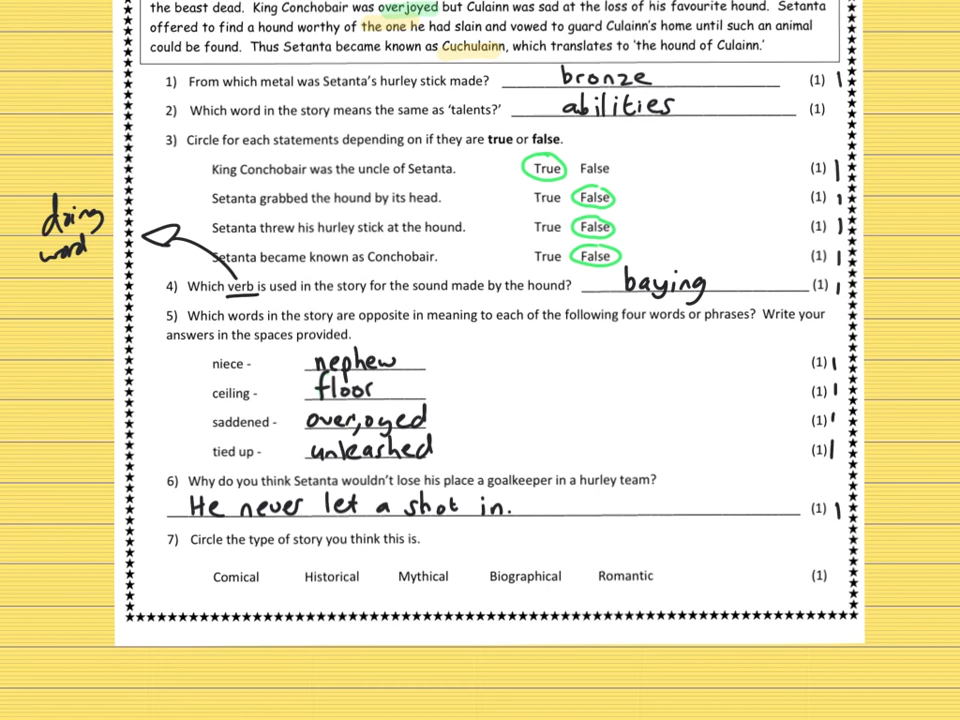 the beast dead. King Conchobair was overjoyed but Culainn was sad at the loss of his favourite hound. Setanta
offered to find a hound worthy of the one he had slain and vowed to guard Culainn's home until such an animal
could be found. Thus Setanta became known as Cuchulainn, which translates to 'the hound of Culainn.'
1) From which metal was Setanta's hurley stick made? bronze (1) 1
2) Which word in the story means the same as 'talents?' abilities (1)
3) Circle for each statements depending on if they are true or false.
King Conchobair was the uncle of Setanta. True False (1) 1
Setanta grabbed the hound by its head. True False (1) 1
Setanta threw his hurley stick at the hound. True False (1) 1
Setanta became known as Conchobair. True False (1) 1
doing
word
4) Which verb is used in the story for the sound made by the hound? baying (1) 1
5) Which words in the story are opposite in meaning to each of the following four words or phrases? Write your
answers in the spaces provided.
niece - nephew (1) 1
ceiling - floor (1) 1
saddened - overjoyed (1) 1
tied up - unleashed (1) 1
6) Why do you think Setanta wouldn't lose his place a goalkeeper in a hurley team?
He never let a shot in. (1) 1
7) Circle the type of story you think this is.
Comical Historical Mythical Biographical Romantic (1)